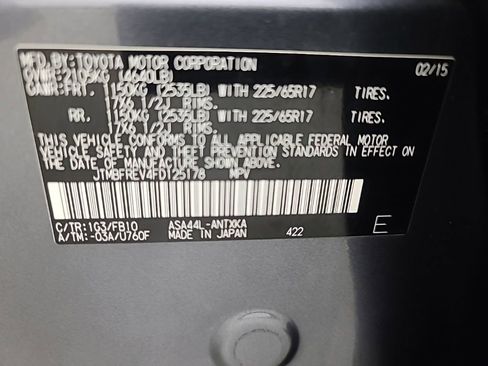 MFD. BY: TOYOTA MOTOR CORPORATION 02/15
GVWR: 2105KG (4640LB)
GAWR: FRT. 1150KG (2535LB) WITH 225/65R17 TIRES.
17X6 1/2J RIMS.
RR. 1150KG (2535LB) WITH 225/65R17 TIRES.
17X6 1/2J RIMS.
THIS VEHICLE CONFORMS TO ALL APPLICABLE FEDERAL MOTOR
VEHICLE SAFETY AND THEFT PREVENTION STANDARDS IN EFFECT
ON THE DATE OF MANUFACTURE SHOWN ABOVE.
JTMBFREV4FD125178 MPV
C/TR: 1G3/FB10 ASA44L-ANTXKA
A/TM: -03A/U760F MADE IN JAPAN 422 E